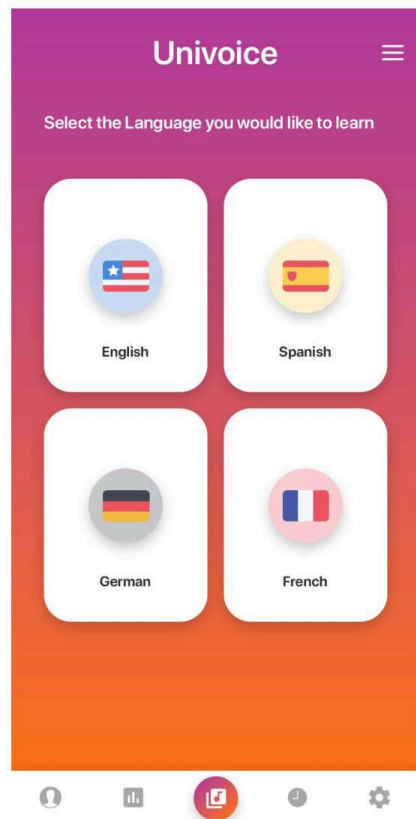 Univoice
Select the Language you would like to learn
English
Spanish
German
French